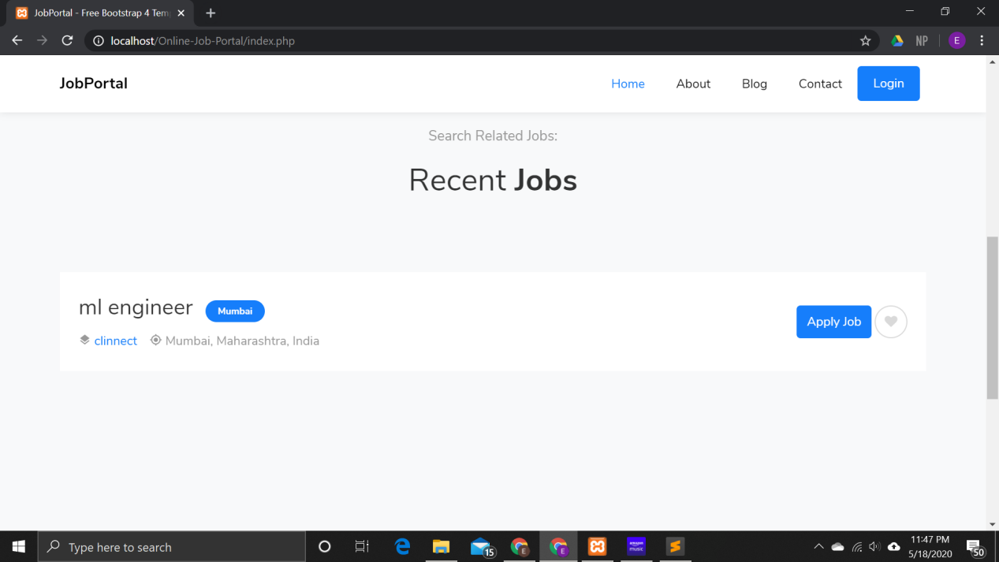 JobPortal - Free Bootstrap 4 Tem
localhost/Online-Job-Portal/index.php
NP
E
JobPortal
Home About Blog Contact Login
Search Related Jobs:
Recent Jobs
ml engineer Mumbai
clinnect Mumbai, Maharashtra, India
Apply Job
Type here to search
15
E
E
amazon music
11:47 PM
5/18/2020
50